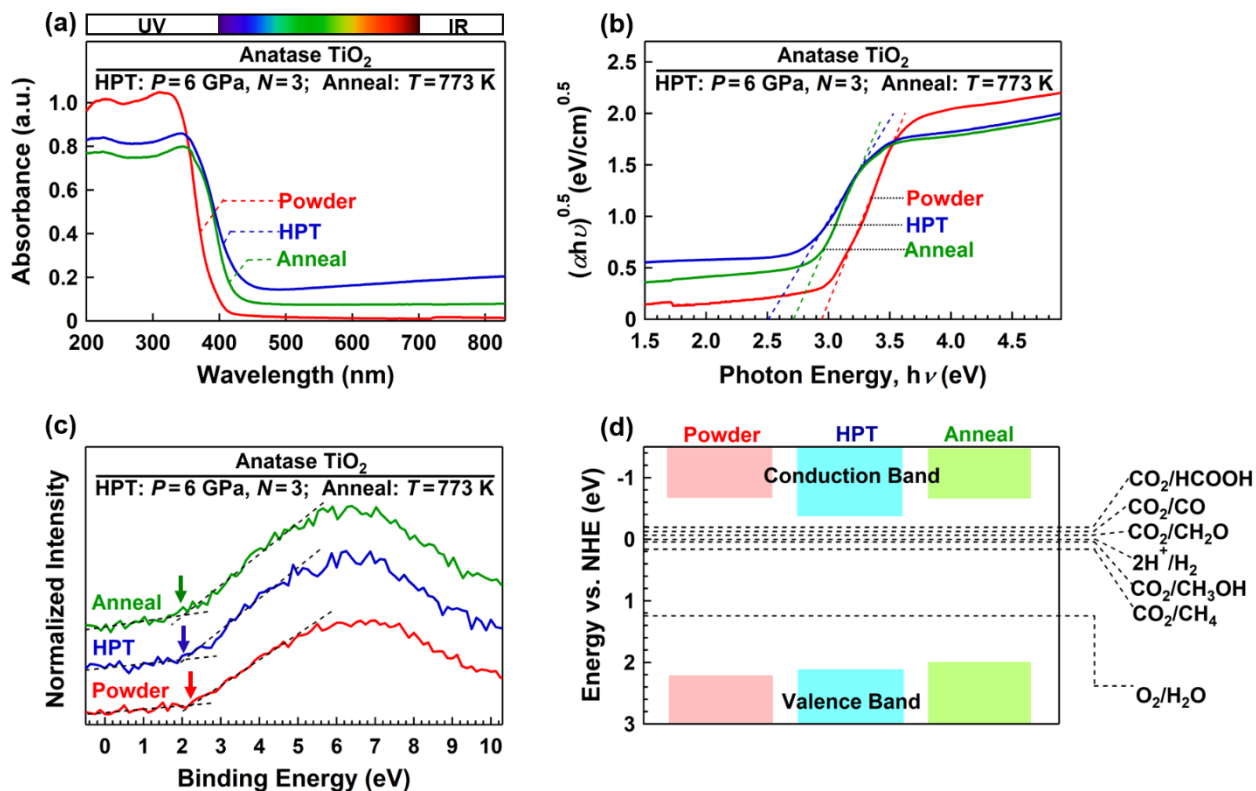 (a)
UV
IR
Anatase TiO₂
HPT: P = 6 GPa, N = 3; Anneal: T = 773 K
Absorbance (a.u.)
1.0
0.8
0.6
0.4
0.2
0
Powder
HPT
Anneal
200 300 400 500 600 700 800
Wavelength (nm)
(b)
Anatase TiO₂
HPT: P = 6 GPa, N = 3; Anneal: T = 773 K
(αhυ)^0.5 (eV/cm)^0.5
2.5
2.0
1.5
1.0
0.5
0
Powder
HPT
Anneal
1.5 2.0 2.5 3.0 3.5 4.0 4.5
Photon Energy, hν (eV)
(c)
Anatase TiO₂
HPT: P = 6 GPa, N = 3; Anneal: T = 773 K
Normalized Intensity
Anneal
HPT
Powder
0 1 2 3 4 5 6 7 8 9 10
Binding Energy (eV)
(d)
Powder HPT Anneal
Conduction Band
Valence Band
Energy vs. NHE (eV)
-1
0
1
2
3
CO₂/HCOOH
CO₂/CO
CO₂/CH₂O
2H⁺/H₂
CO₂/CH₃OH
CO₂/CH₄
O₂/H₂O